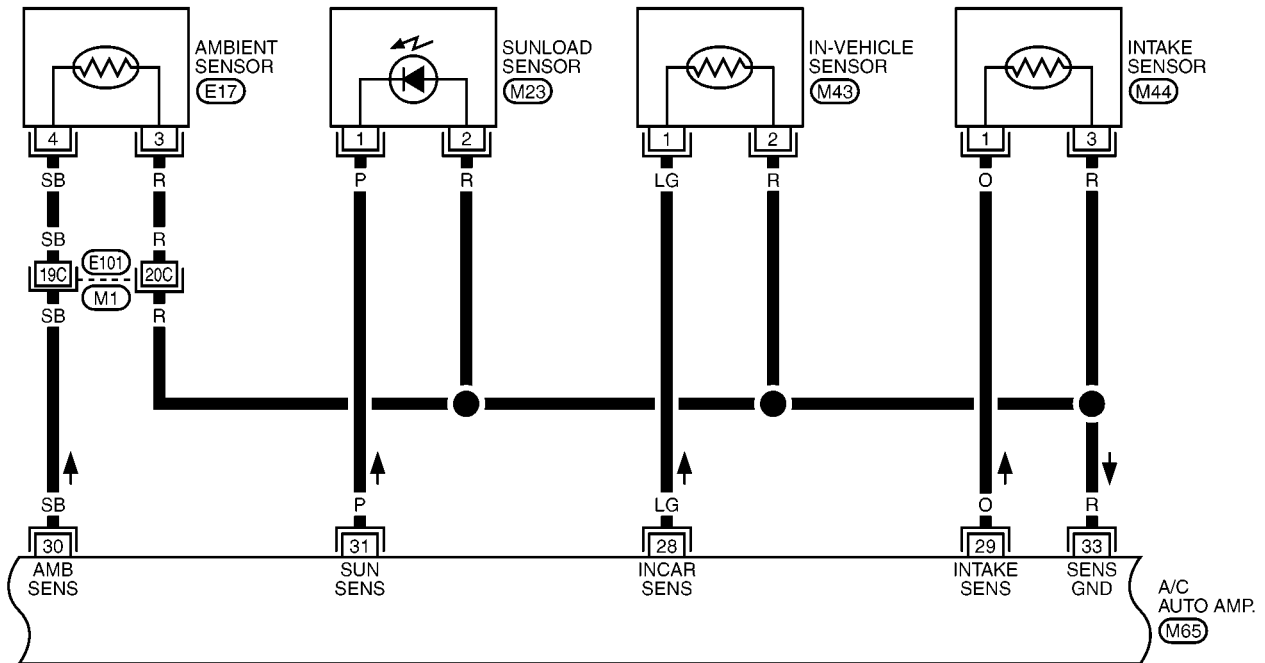 AMBIENT
SENSOR
E17
SUNLOAD
SENSOR
M23
IN-VEHICLE
SENSOR
M43
INTAKE
SENSOR
M44
4 3 1 2 1 2 1 3
SB R P R LG R O R
SB R
19C E101 20C
M1
SB R
SB P LG O R
30 31 28 29 33
AMB
SENS
SUN
SENS
INCAR
SENS
INTAKE
SENS
SENS
GND
A/C
AUTO AMP.
M65